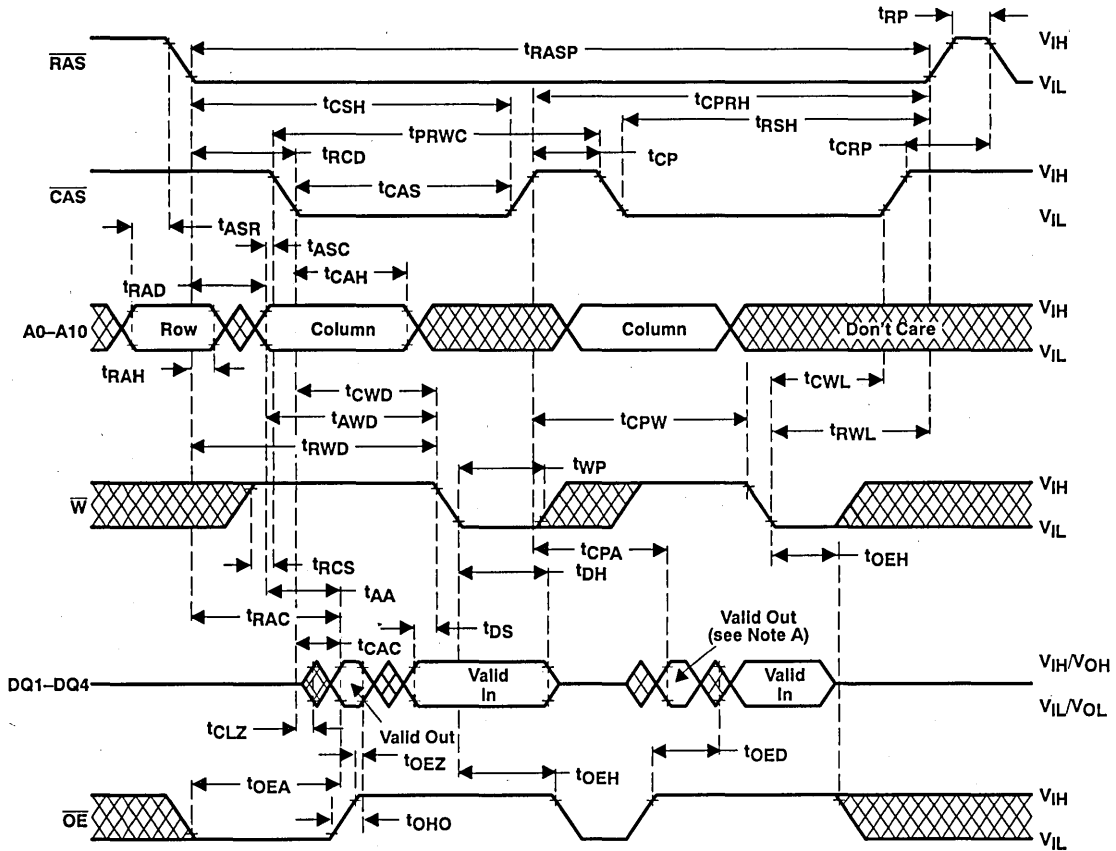 tRP
VIH
RAS
tRASP
VIL
tCSH
tCPRH
tPRWC
tRSH
tRCD
tCP
tCRP
VIH
CAS
tCAS
VIL
tASR
tASC
tRAD
tCAH
VIH
A0–A10
Row
Column
Column
Don't Care
VIL
tRAH
tCWD
tCWL
tAWD
tCPW
tRWD
tRWL
tWP
VIH
W
VIL
tRCS
tCPA
tOEH
tAA
tDH
tRAC
tDS
Valid Out
(see Note A)
tCAC
VIH/VOH
DQ1–DQ4
Valid
In
Valid
In
VIL/VOL
tCLZ
Valid Out
tOEZ
tOEH
tOED
tOEA
VIH
OE
tOHO
VIL